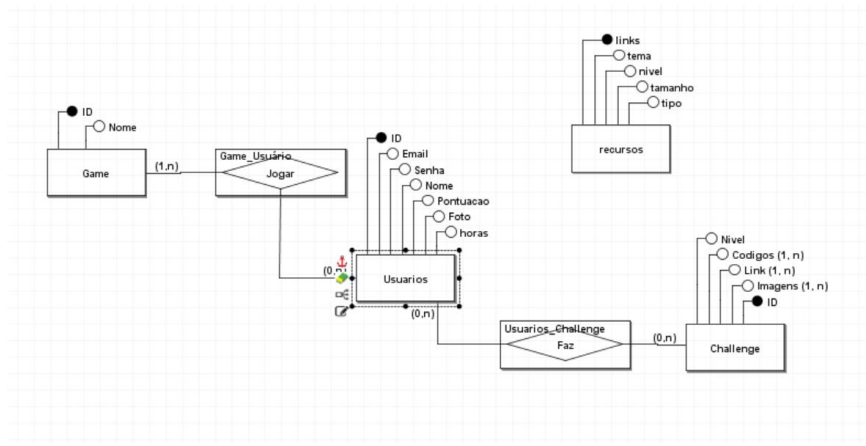 links
tema
nivel
tamanho
tipo
recursos
ID
Nome
Game
(1,n)
Game_Usuário
Jogar
ID
Email
Senha
Nome
Pontuacao
Foto
horas
(0,
Usuarios
(0,n)
Usuarios_Challenge
Faz
(0,n)
Nivel
Codigos (1, n)
Link (1, n)
Imagens (1, n)
ID
Challenge